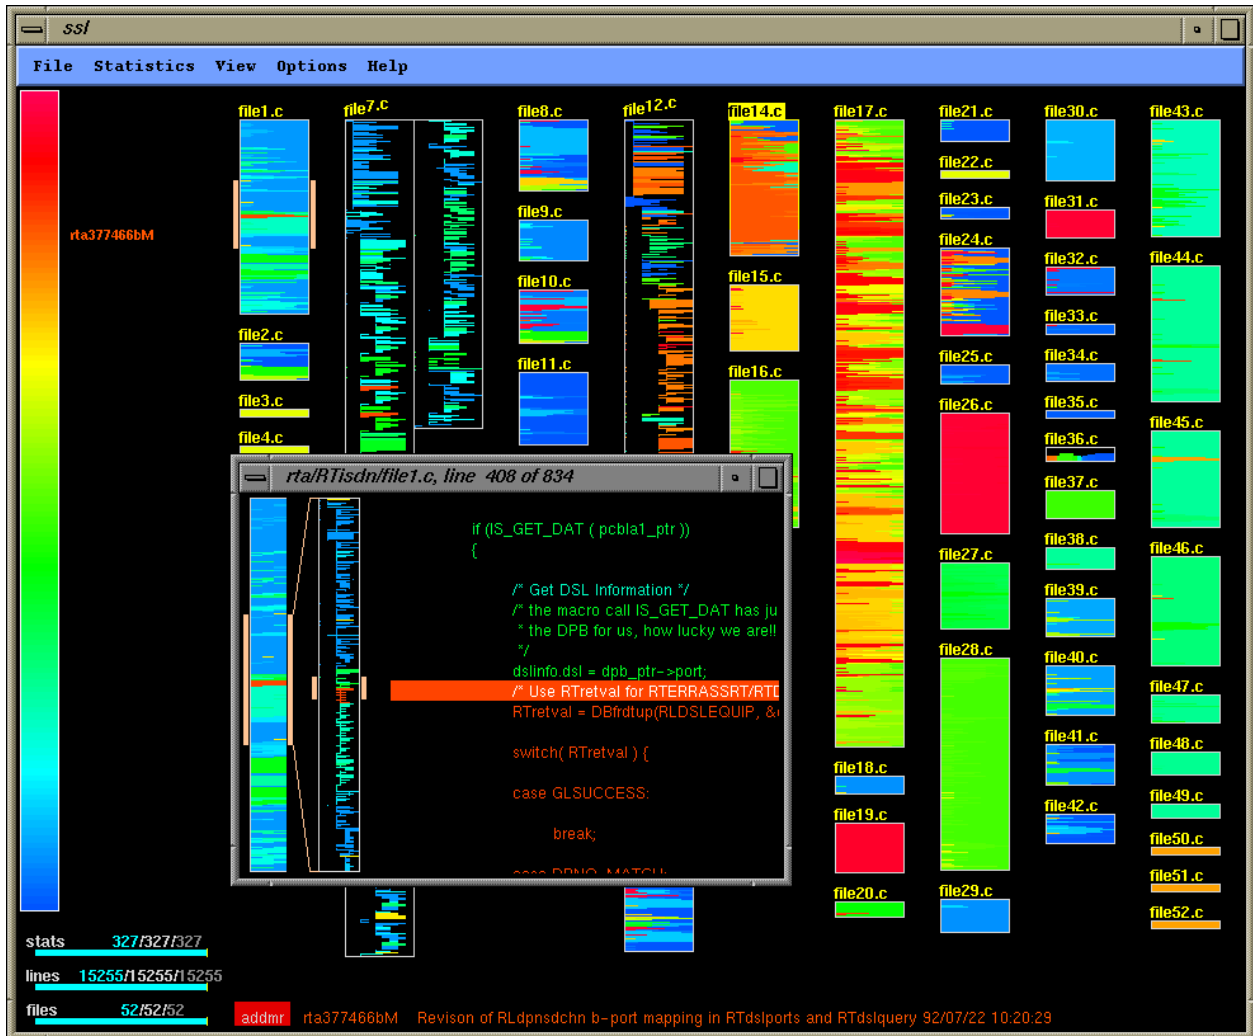 ssl
File Statistics View Options Help
file1.c file7.c file8.c file12.c file14.c file17.c file21.c file30.c file43.c
file22.c
file23.c
file9.c
file31.c
rta377466bM
file24.c
file32.c
file44.c
file10.c
file15.c
file33.c
file2.c
file34.c
file11.c
file25.c
file16.c
file3.c
file35.c
file26.c
file45.c
file4.c
file36.c
rta/RTisdn/file1.c, line 408 of 834
file37.c
if (IS_GET_DAT ( pcbla1_ptr ))
{
file38.c
file46.c
file27.c
/* Get DSL Information */
file39.c
/* the macro call IS_GET_DAT has ju
* the DPB for us, how lucky we are!!
*/
file28.c
file40.c
dslinfo.dsl = dpb_ptr->port;
/* Use RTretval for RTERRASSRT/RTD
file47.c
RTretval = DBfrdtup(RLDSLEQUIP, &
file41.c
file48.c
switch( RTretval ) {
file18.c
case GLSUCCESS:
file49.c
file42.c
file19.c
break;
file50.c
case DBNO_MATCH:
file51.c
file20.c
file29.c
file52.c
stats 327/327/327
lines 15255/15255/15255
files 52/52/52
addmr rta377466bM Revison of RLdpnsdchn b-port mapping in RTdslports and RTdslquery 92/07/22 10:20:29